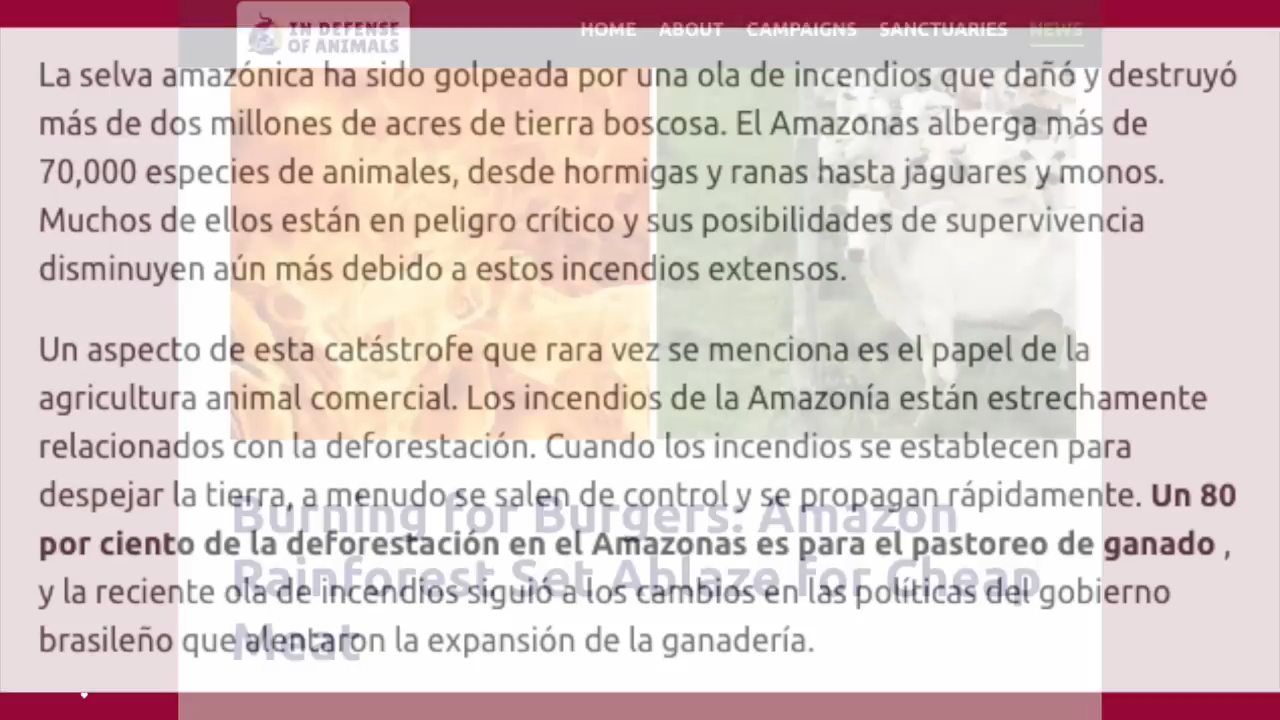 IN DEFENSE
OF ANIMALS
HOME ABOUT CAMPAIGNS SANCTUARIES NEWS
La selva amazónica ha sido golpeada por una ola de incendios que dañó y destruyó
más de dos millones de acres de tierra boscosa. El Amazonas alberga más de
70,000 especies de animales, desde hormigas y ranas hasta jaguares y monos.
Muchos de ellos están en peligro crítico y sus posibilidades de supervivencia
disminuyen aún más debido a estos incendios extensos.
Un aspecto de esta catástrofe que rara vez se menciona es el papel de la
agricultura animal comercial. Los incendios de la Amazonía están estrechamente
relacionados con la deforestación. Cuando los incendios se establecen para
despejar la tierra, a menudo se salen de control y se propagan rápidamente. Un 80
por ciento de la deforestación en el Amazonas es para el pastoreo de ganado ,
y la reciente ola de incendios siguió a los cambios en las políticas del gobierno
brasileño que alentaron la expansión de la ganadería.
Burning for Burgers: Amazon
Rainforest Set Ablaze for Cheap
Meat